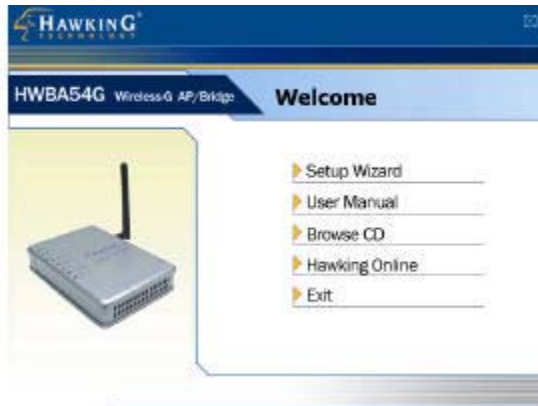 HAWKING
TECHNOLOGY
HWBA54G Wireless-G AP/Bridge
Welcome
Setup Wizard
User Manual
Browse CD
Hawking Online
Exit